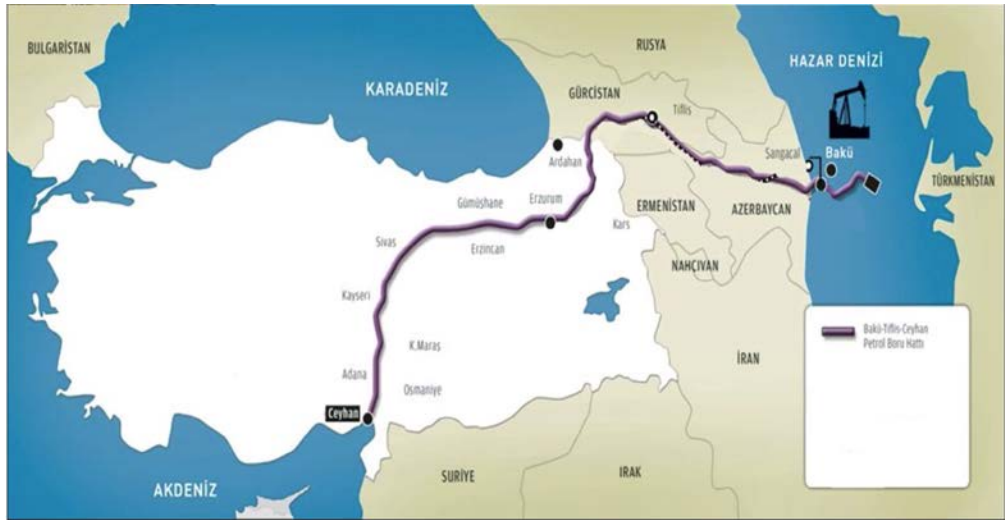 BULGARİSTAN
RUSYA
HAZAR DENİZİ
KARADENİZ
GÜRCİSTAN
Tiflis
Bakü
Sangaçal
Ardahan
TÜRKMENİSTAN
Gümüşhane
Erzurum
ERMENİSTAN
AZERBAYCAN
Kars
Sivas
Erzincan
NAHÇIVAN
Kayseri
Bakü-Tiflis-Ceyhan
Petrol Boru Hattı
K.Maraş
İRAN
Adana
Osmaniye
Ceyhan
SURİYE
IRAK
AKDENİZ